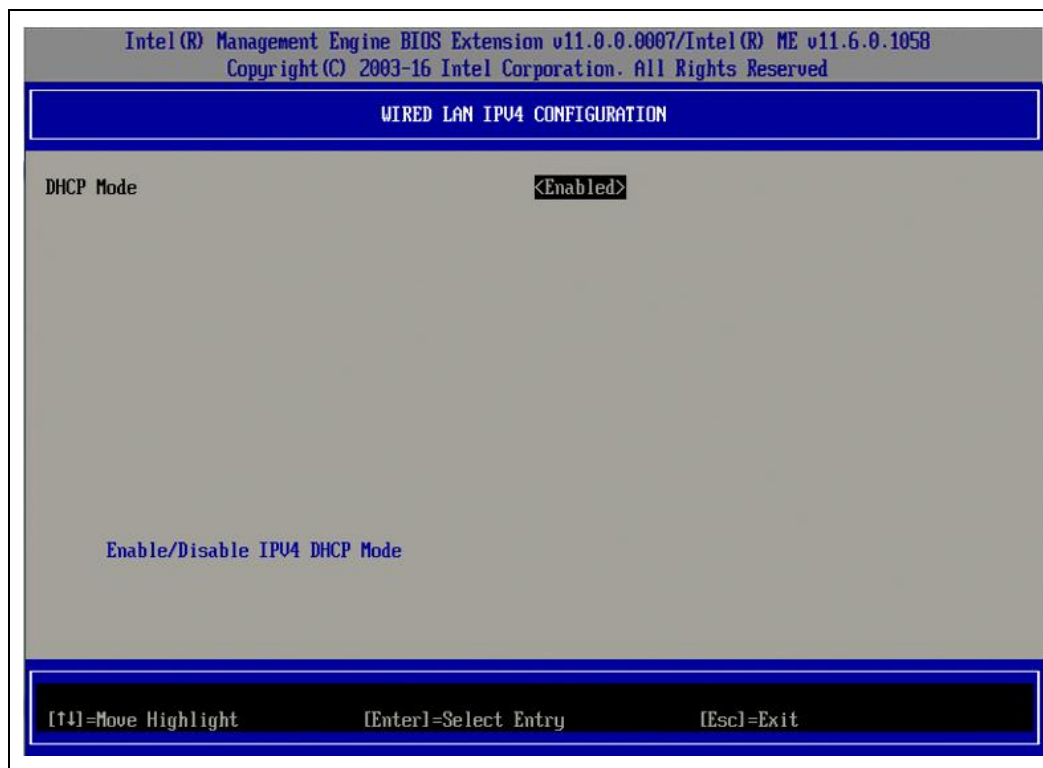 Intel(R) Management Engine BIOS Extension v11.0.0.0007/Intel(R) ME v11.6.0.1058
Copyright(C) 2003-16 Intel Corporation. All Rights Reserved
WIRED LAN IPV4 CONFIGURATION
DHCP Mode <Enabled>
Enable/Disable IPV4 DHCP Mode
[↑↓]=Move Highlight [Enter]=Select Entry [Esc]=Exit